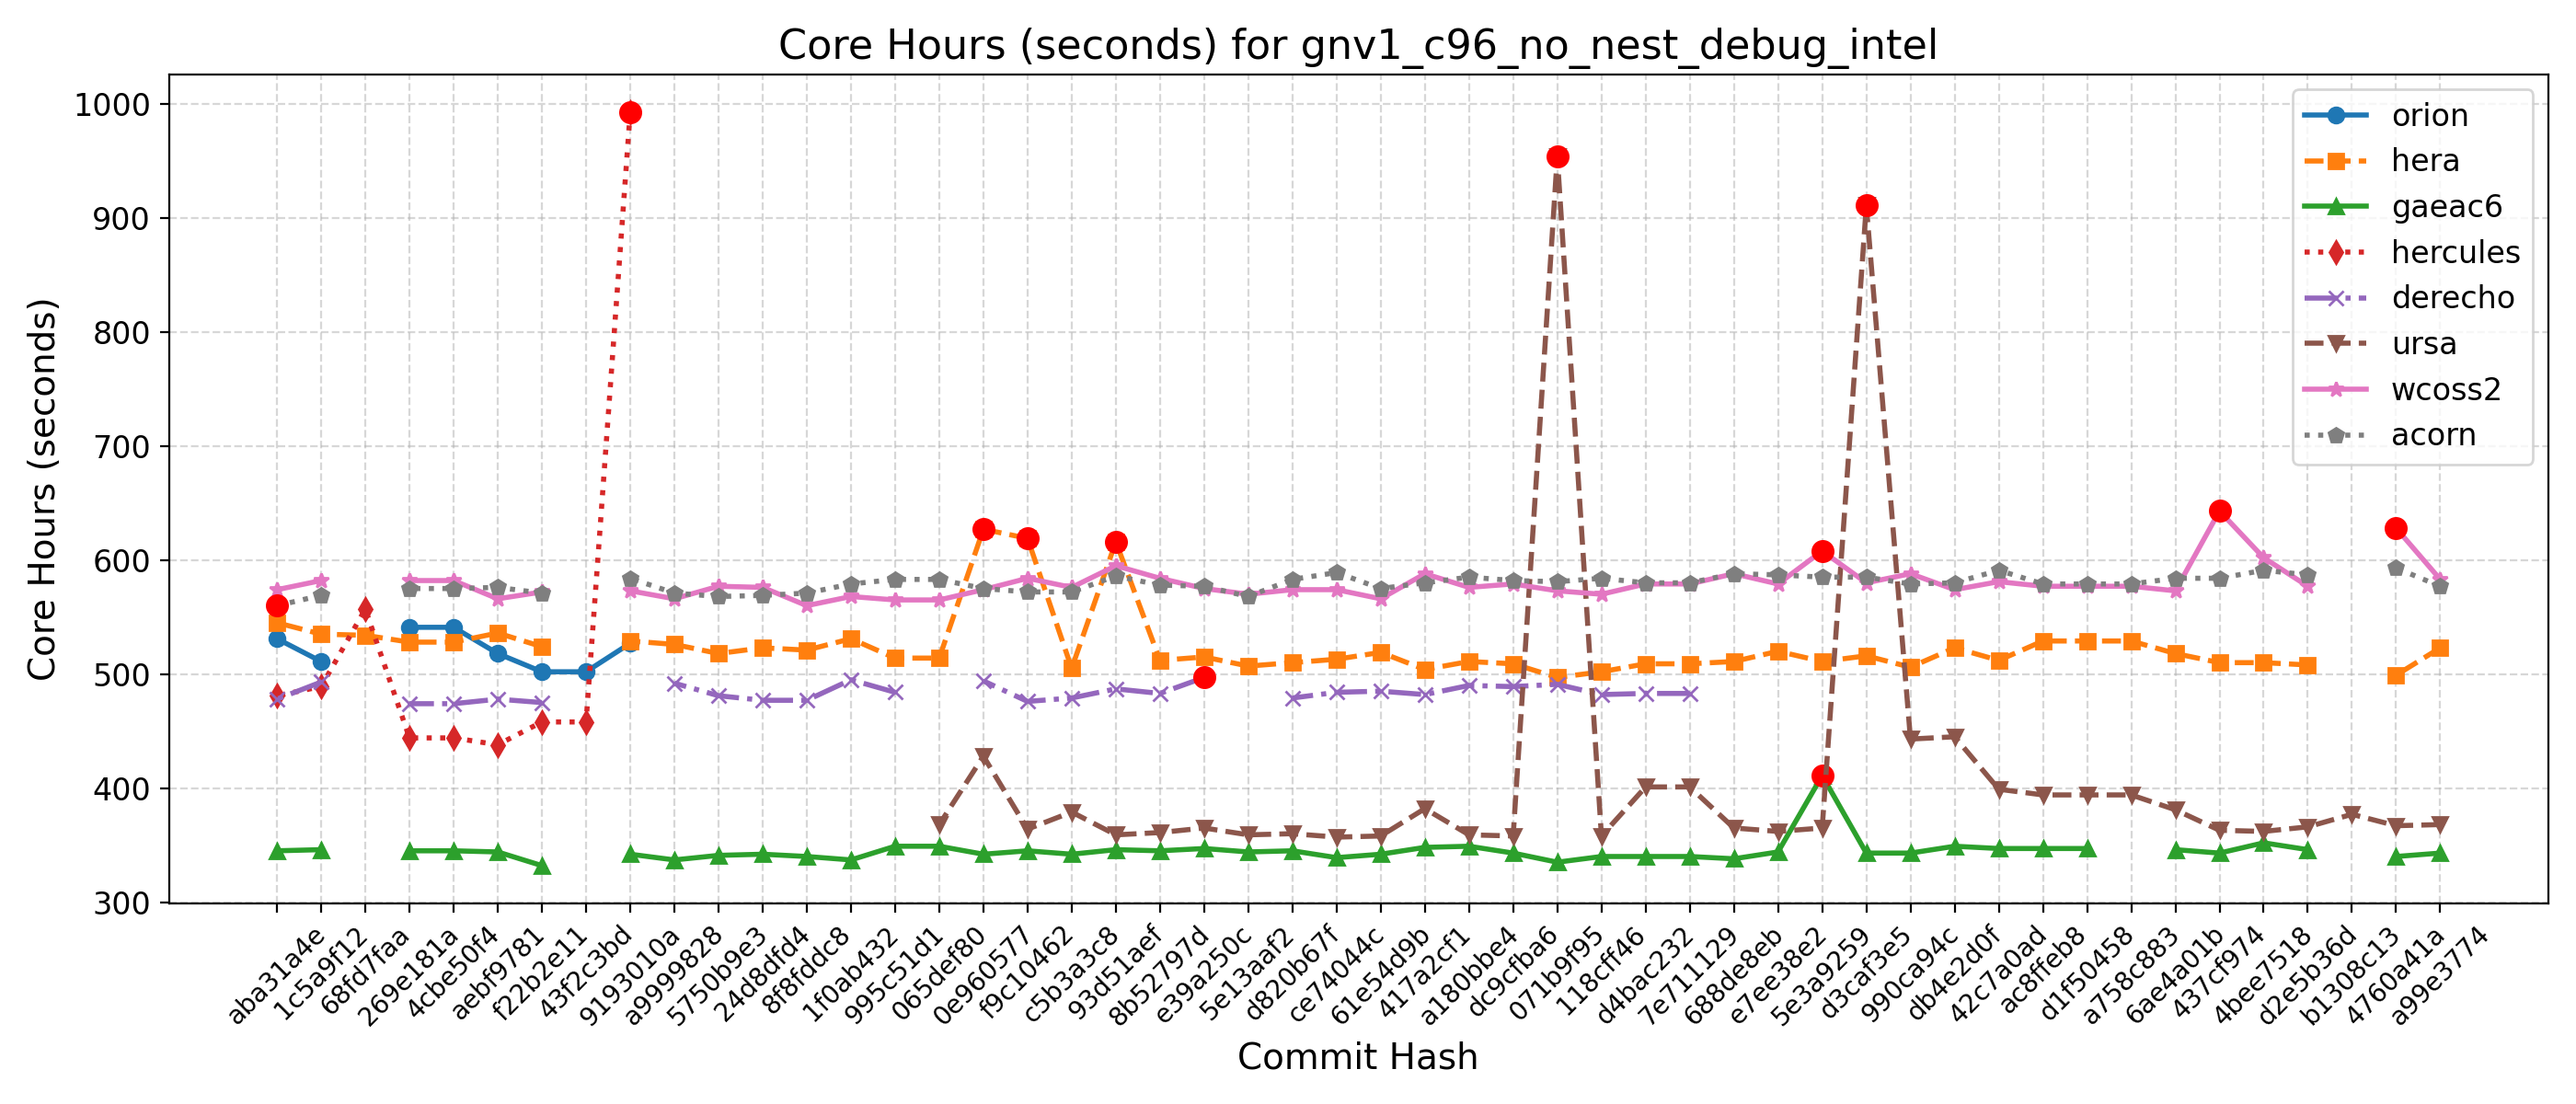 Core Hours (seconds) for gnv1_c96_no_nest_debug_intel
Core Hours (seconds)
1000
900
800
700
600
500
400
300
orion
hera
gaeac6
hercules
derecho
ursa
wcoss2
acorn
aba31a4e
1c5a9f12
68fd7faa
269e181a
4cbe50f4
aebf9781
f22b2e11
43f2c3bd
9193010a
a9999828
5750b9e3
24d8dfd4
8f8fddc8
1f0ab432
995c51d1
065def80
0e960577
f9c10462
c5b3a3c8
93d51aef
8b52797d
e39a250c
5e13aaf2
d820b67f
ce74044c
61e54d9b
417a2cf1
a180bbe4
dc9cfba6
071b9f95
118cff46
d4bac232
7e711129
688de8eb
e7ee38e2
5e3a9259
d3caf3e5
990ca94c
db4e2d0f
42c7a0ad
ac8ffeb8
d1f50458
a758c883
6ae4a01b
437cf974
4bee7518
d2e5b36d
b1308c13
4760a41a
a99e3774
Commit Hash